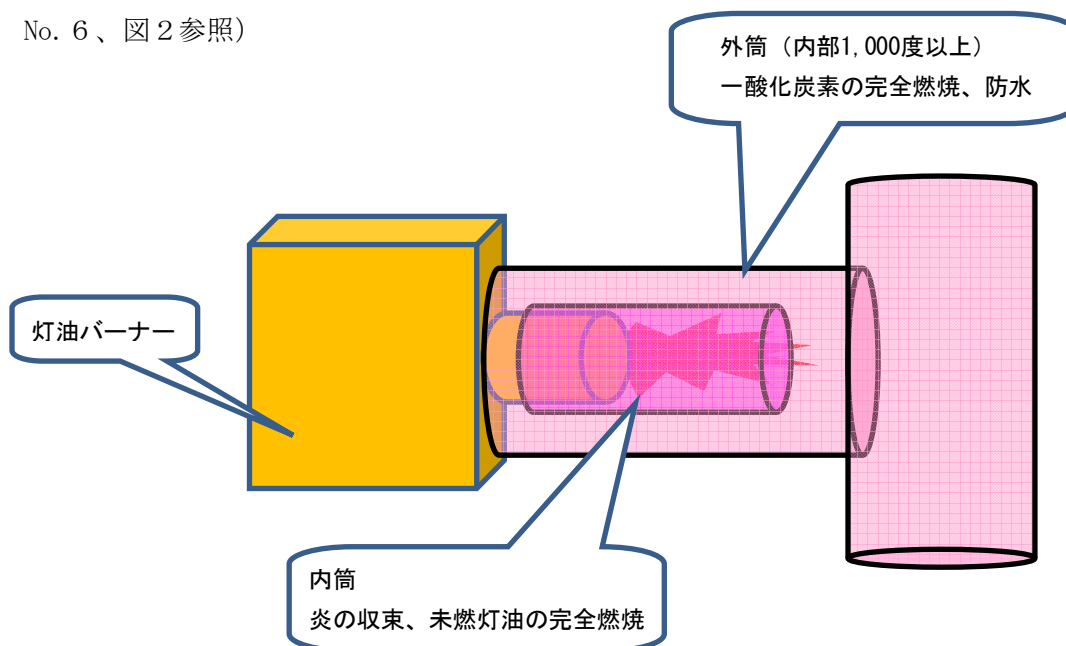 No. 6、図2参照)
外筒(内部1,000度以上)
一酸化炭素の完全燃焼、防水
灯油バーナー
内筒
炎の収束、未燃灯油の完全燃焼